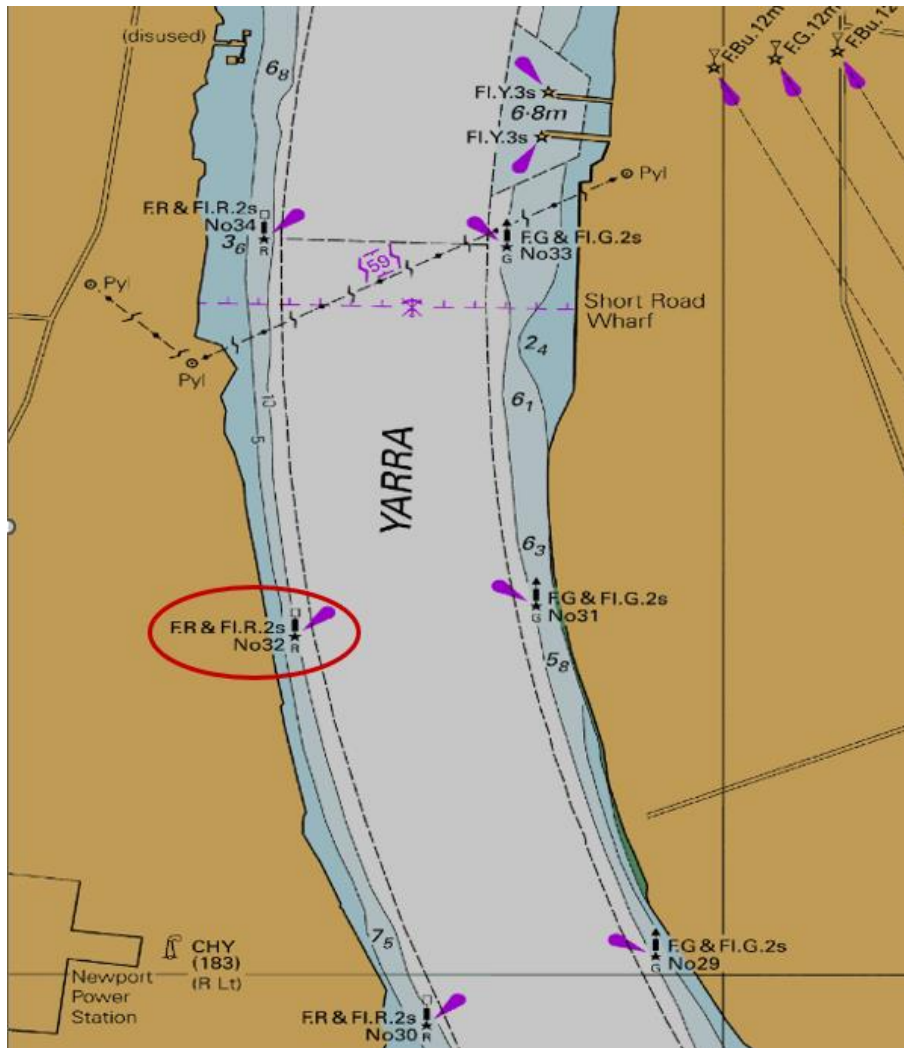 (disused)
6₈
Fl.Y.3s
6·8m
Fl.Y.3s
F.Bu.12m
F.G.12m
F.Bu.12
Pyl
F.R & Fl.R.2s
No34
3₆
R
F.G & Fl.G.2s
No33
G
59
Pyl
Short Road
Wharf
Pyl
2₄
10
6₁
5
YARRA
6₃
F.R & Fl.R.2s
No32
R
F.G & Fl.G.2s
No31
G
5₈
7₅
CHY
(183)
(R Lt)
F.G & Fl.G.2s
No29
G
Newport
Power
Station
F.R & Fl.R.2s
No30
R